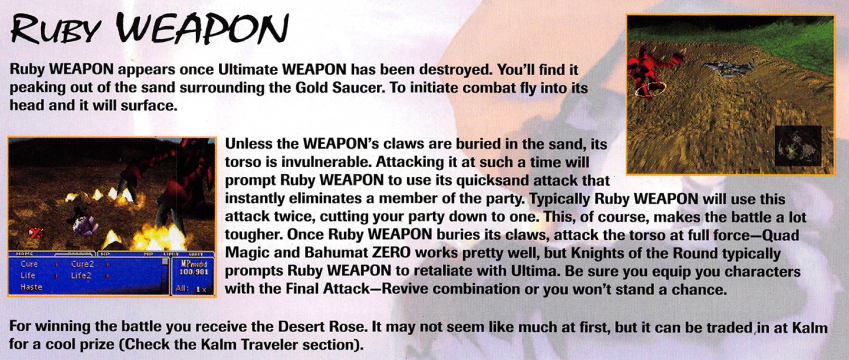 RUBY WEAPON
Ruby WEAPON appears once Ultimate WEAPON has been destroyed. You'll find it
peaking out of the sand surrounding the Gold Saucer. To initiate combat fly into its
head and it will surface.
Unless the WEAPON's claws are buried in the sand, its
torso is invulnerable. Attacking it at such a time will
prompt Ruby WEAPON to use its quicksand attack that
instantly eliminates a member of the party. Typically Ruby WEAPON will use this
attack twice, cutting your party down to one. This, of course, makes the battle a lot
tougher. Once Ruby WEAPON buries its claws, attack the torso at full force—Quad
Magic and Bahumat ZERO works pretty well, but Knights of the Round typically
prompts Ruby WEAPON to retaliate with Ultima. Be sure you equip you characters
with the Final Attack—Revive combination or you won't stand a chance.
Cure Cure2
Life Life2
Haste
100/981
All: 1x
For winning the battle you receive the Desert Rose. It may not seem like much at first, but it can be traded in at Kalm
for a cool prize (Check the Kalm Traveler section).